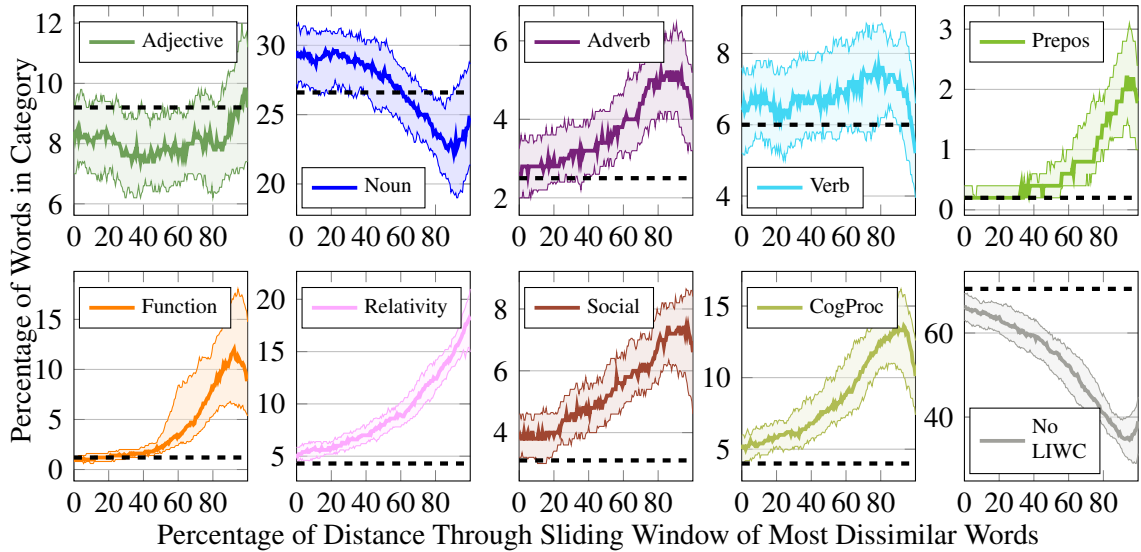 Percentage of Words in Category
12
10
8
6
0 20 40 60 80
Adjective
30
25
20
0 20 40 60 80
Noun
6
4
2
0 20 40 60 80
Adverb
8
6
4
0 20 40 60 80
Verb
3
2
1
0
0 20 40 60 80
Prepos
15
10
5
0
0 20 40 60 80
Function
20
15
10
5
0 20 40 60 80
Relativity
8
6
4
0 20 40 60 80
Social
15
10
5
0 20 40 60 80
CogProc
60
40
0 20 40 60 80
No
LIWC
Percentage of Distance Through Sliding Window of Most Dissimilar Words